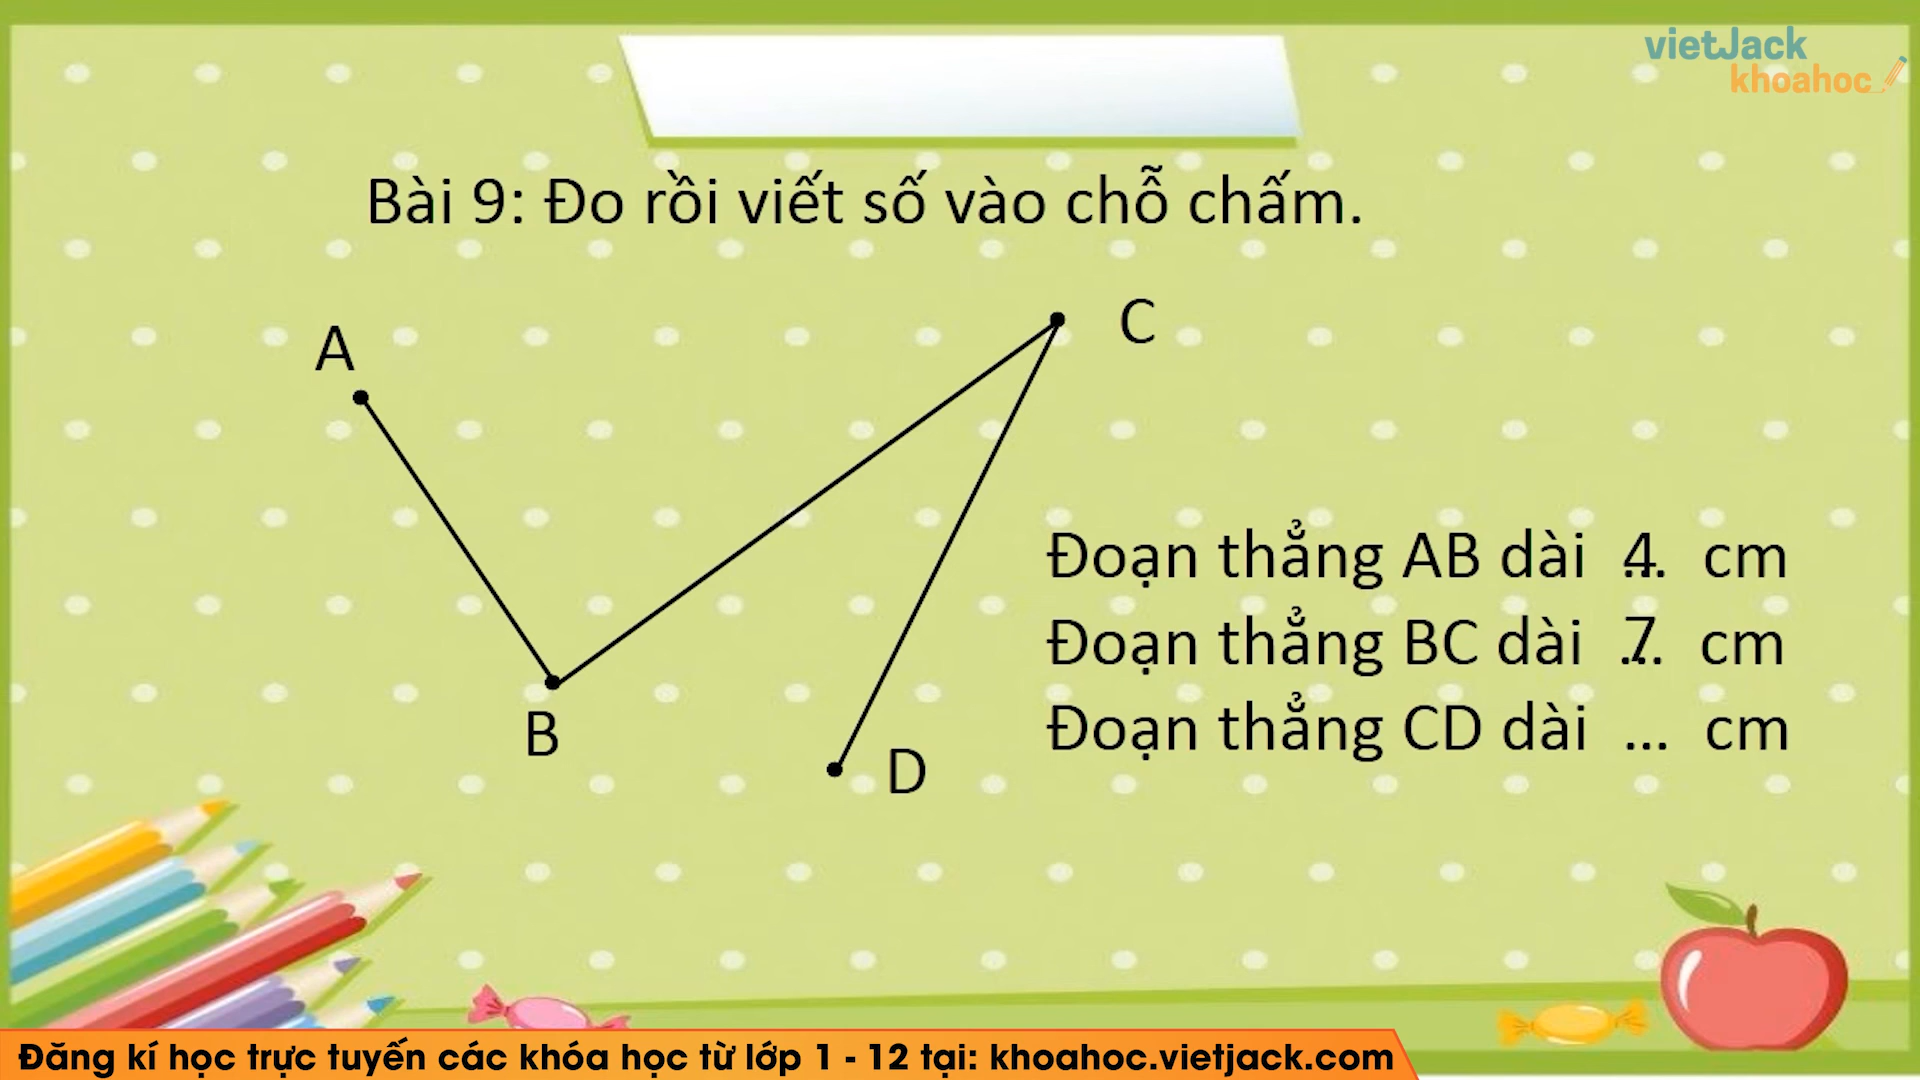 vietJack
khoahoc
Bài 9: Đo rồi viết số vào chỗ chấm.
A
C
B
D
Đoạn thẳng AB dài 4 cm
Đoạn thẳng BC dài 7 cm
Đoạn thẳng CD dài ... cm
Đăng kí học trực tuyến các khóa học từ lớp 1 - 12 tại: khoahoc.vietjack.com